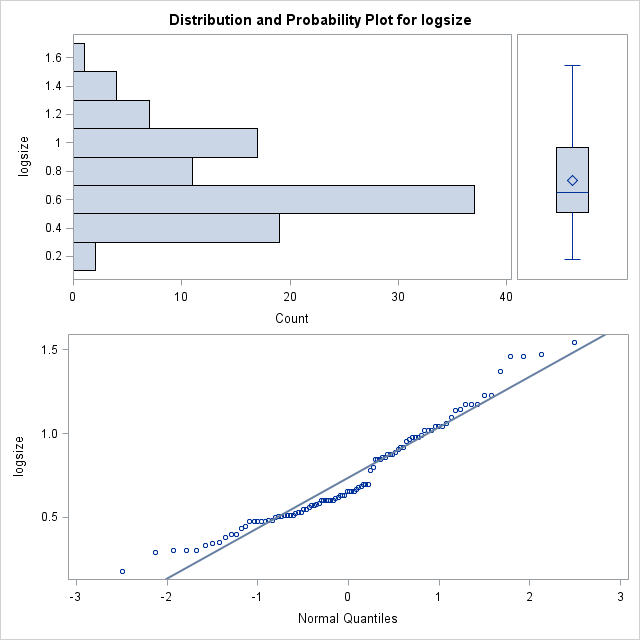 Distribution and Probability Plot for logsize
1.6
1.4
1.2
1
0.8
0.6
0.4
0.2
logsize
0 10 20 30 40
Count
1.5
1.0
0.5
logsize
-3 -2 -1 0 1 2 3
Normal Quantiles